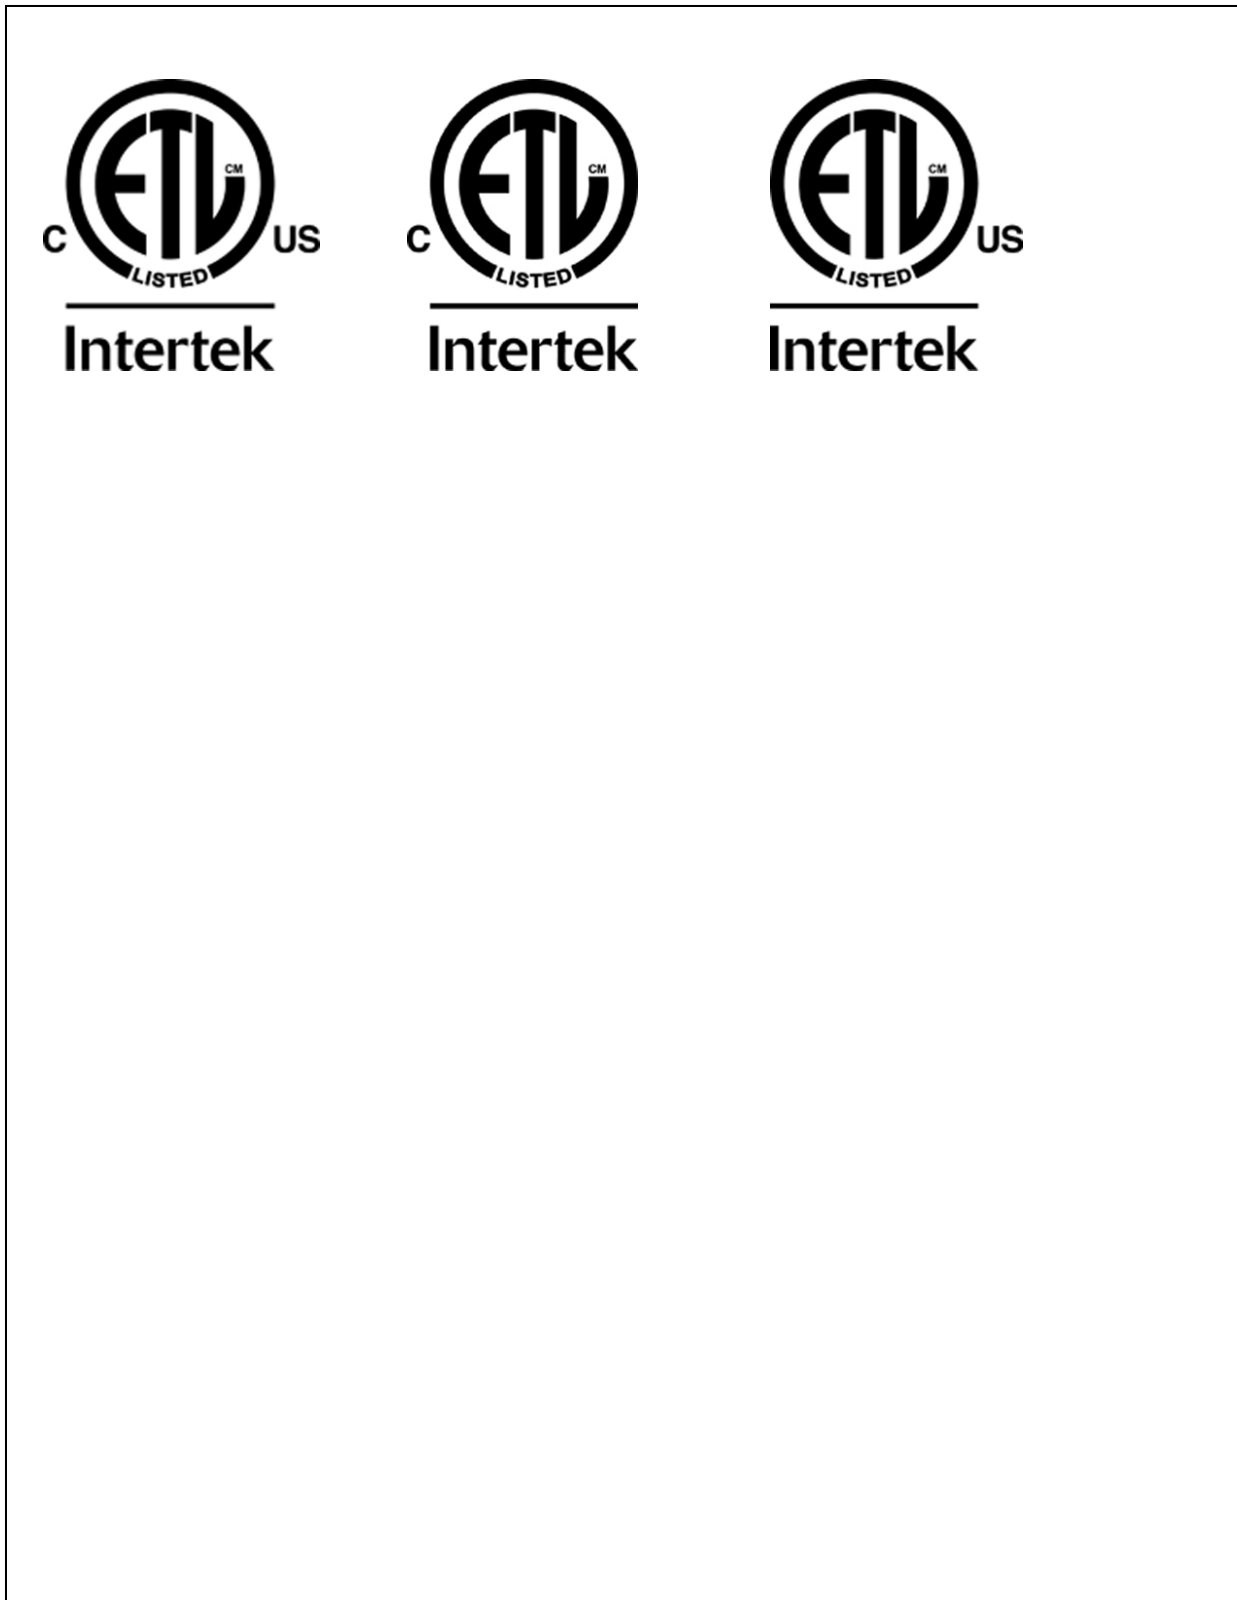 ETL CM
C US
LISTED
Intertek
ETL CM
C
LISTED
Intertek
ETL CM
US
LISTED
Intertek